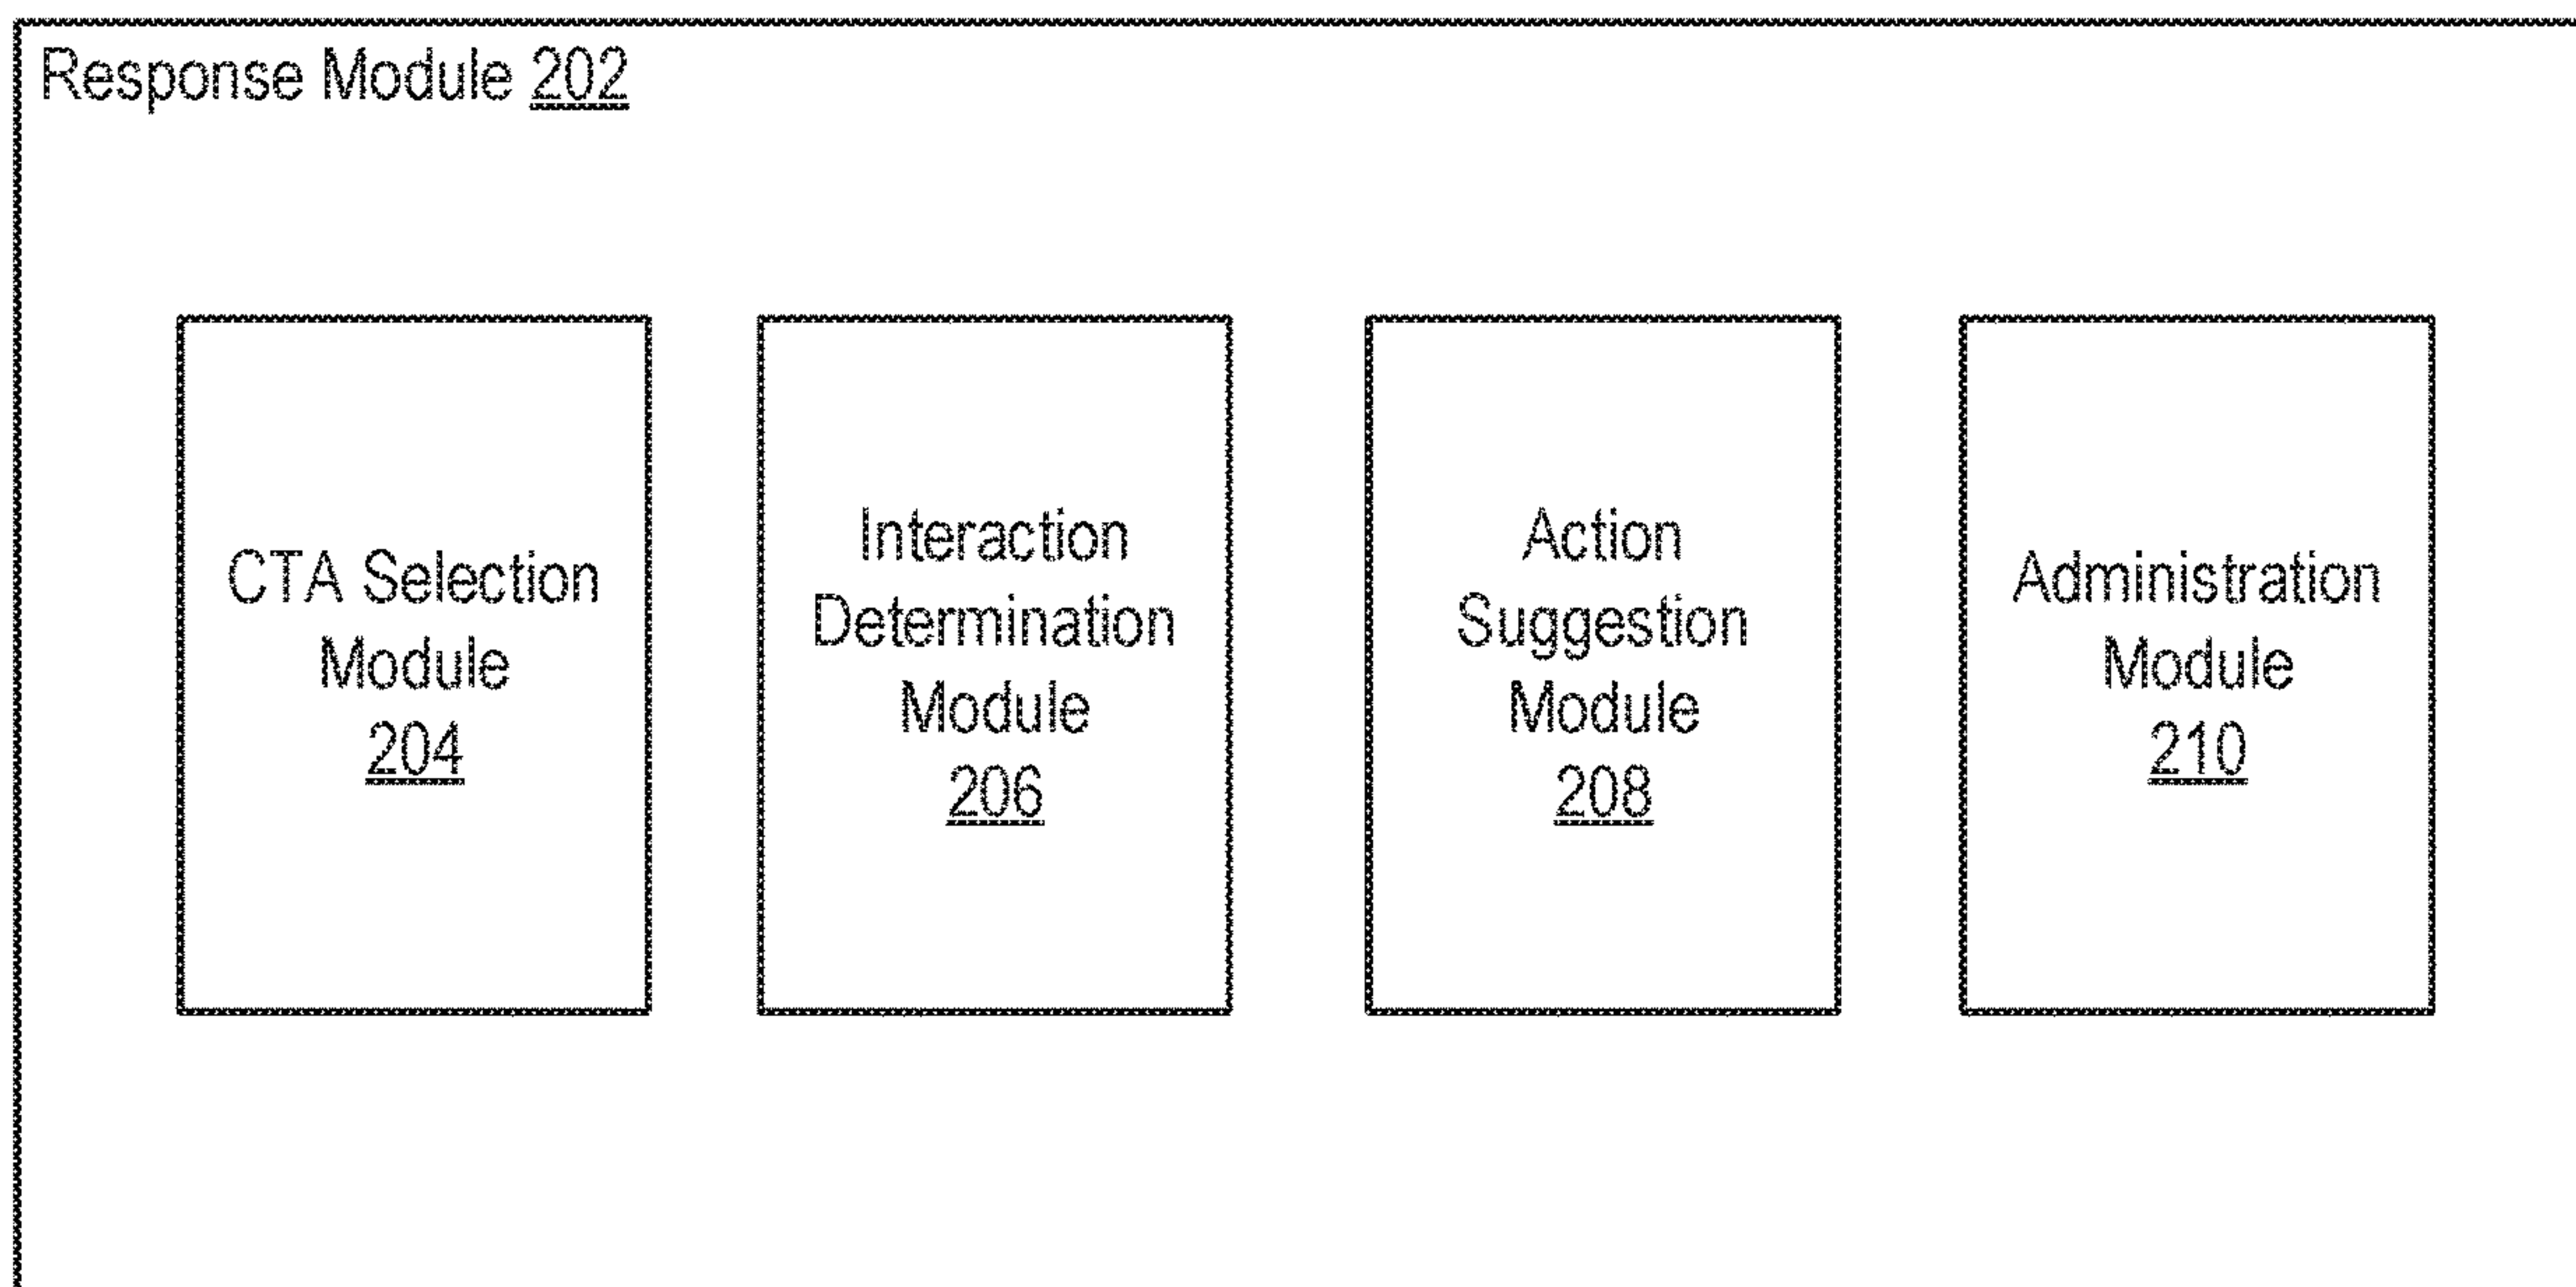 Response Module 202
CTA Selection
Module
204
Interaction
Determination
Module
206
Action
Suggestion
Module
208
Administration
Module
210